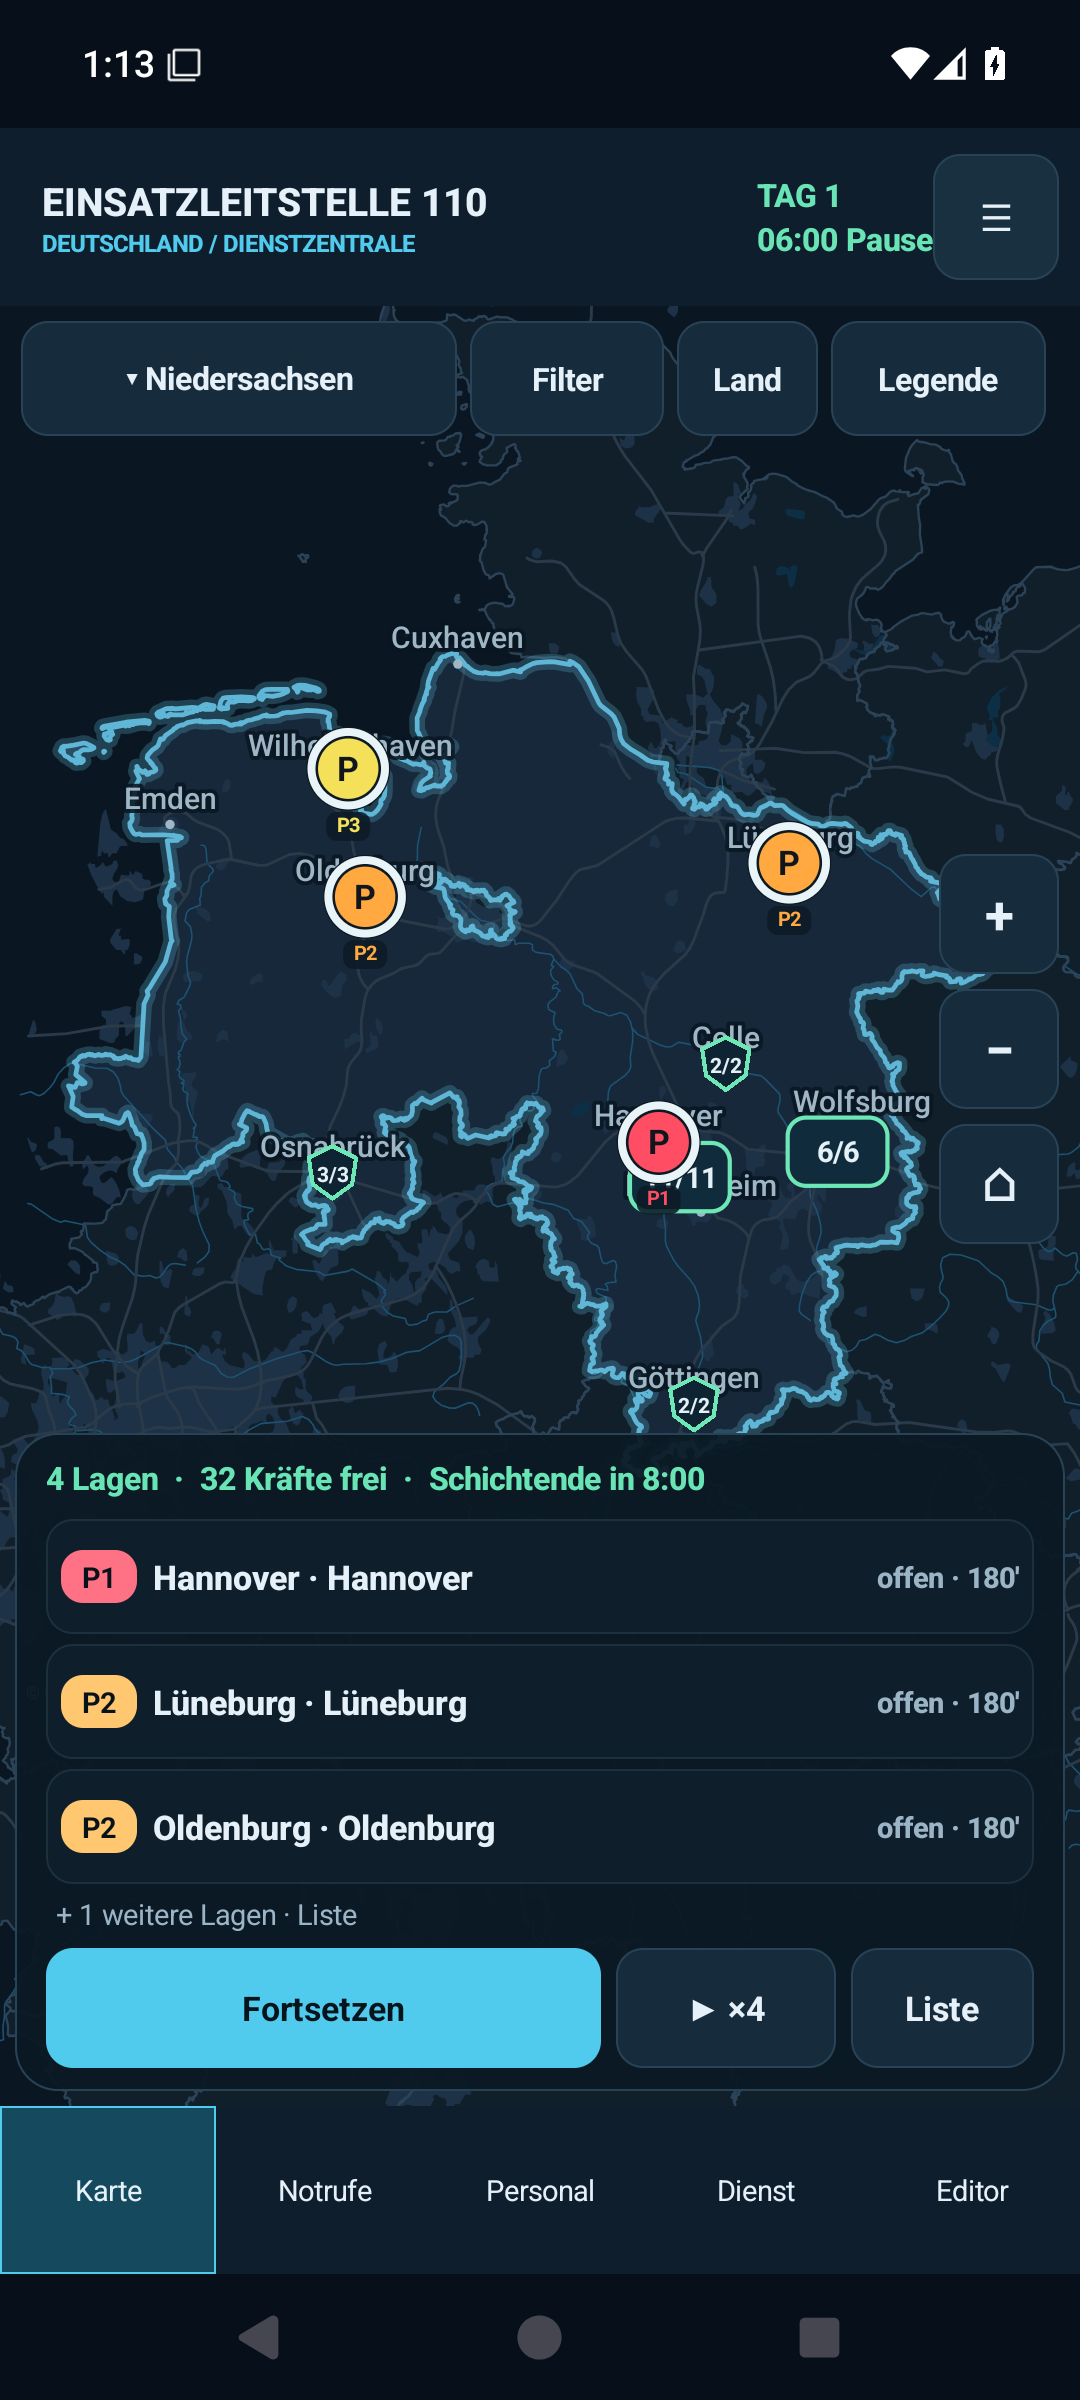 1:13
EINSATZLEITSTELLE 110
DEUTSCHLAND / DIENSTZENTRALE
TAG 1
06:00 Pause
▾ Niedersachsen
Filter
Land
Legende
Cuxhaven
P
P3
Emden
P
P2
P
P2
+
Celle
2/2
−
Wolfsburg
6/6
P
P1
Osnabrück
3/3
Göttingen
2/2
4 Lagen · 32 Kräfte frei · Schichtende in 8:00
P1 Hannover · Hannover offen · 180'
P2 Lüneburg · Lüneburg offen · 180'
P2 Oldenburg · Oldenburg offen · 180'
+ 1 weitere Lagen · Liste
Fortsetzen
► ×4
Liste
Karte
Notrufe
Personal
Dienst
Editor